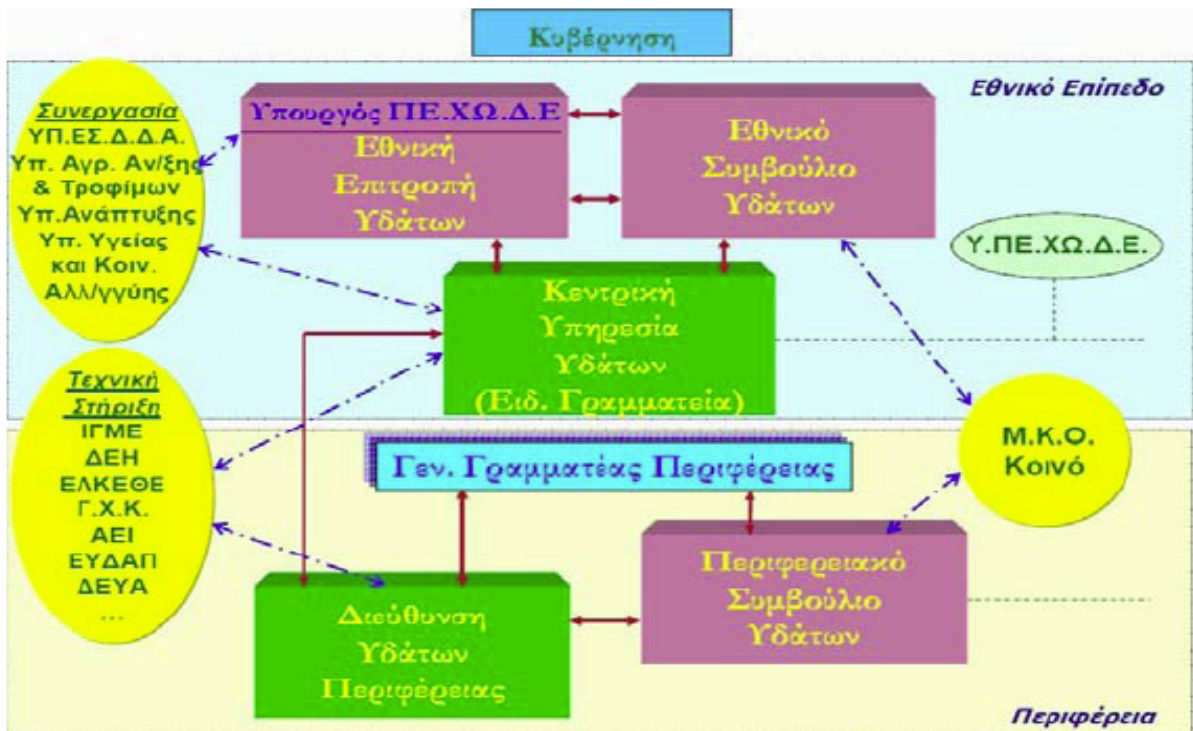 Κυβέρνηση
Εθνικό Επίπεδο
Συνεργασία
ΥΠ.ΕΣ.Δ.Δ.Α.
Υπ. Αγρ. Αν/ξης
& Τροφίμων
Υπ.Ανάπτυξης
Υπ. Υγείας
και Κοιν.
Αλλ/γγύης
Υπουργός ΠΕ.ΧΩ.Δ.Ε
Εθνική
Επιτροπή
Υδάτων
Εθνικό
Συμβούλιο
Υδάτων
Υ.ΠΕ.ΧΩ.Δ.Ε.
Κεντρική
Υπηρεσία
Υδάτων
(Ειδ. Γραμματεία)
Τεχνική
Στήριξη
ΙΓΜΕ
ΔΕΗ
ΕΛΚΕΘΕ
Γ.Χ.Κ.
ΑΕΙ
ΕΥΔΑΠ
ΔΕΥΑ
...
Μ.Κ.Ο.
Κοινό
Γεν. Γραμματέας Περιφέρειας
Περιφερειακό
Συμβούλιο
Υδάτων
Διεύθυνση
Υδάτων
Περιφέρειας
Περιφέρεια